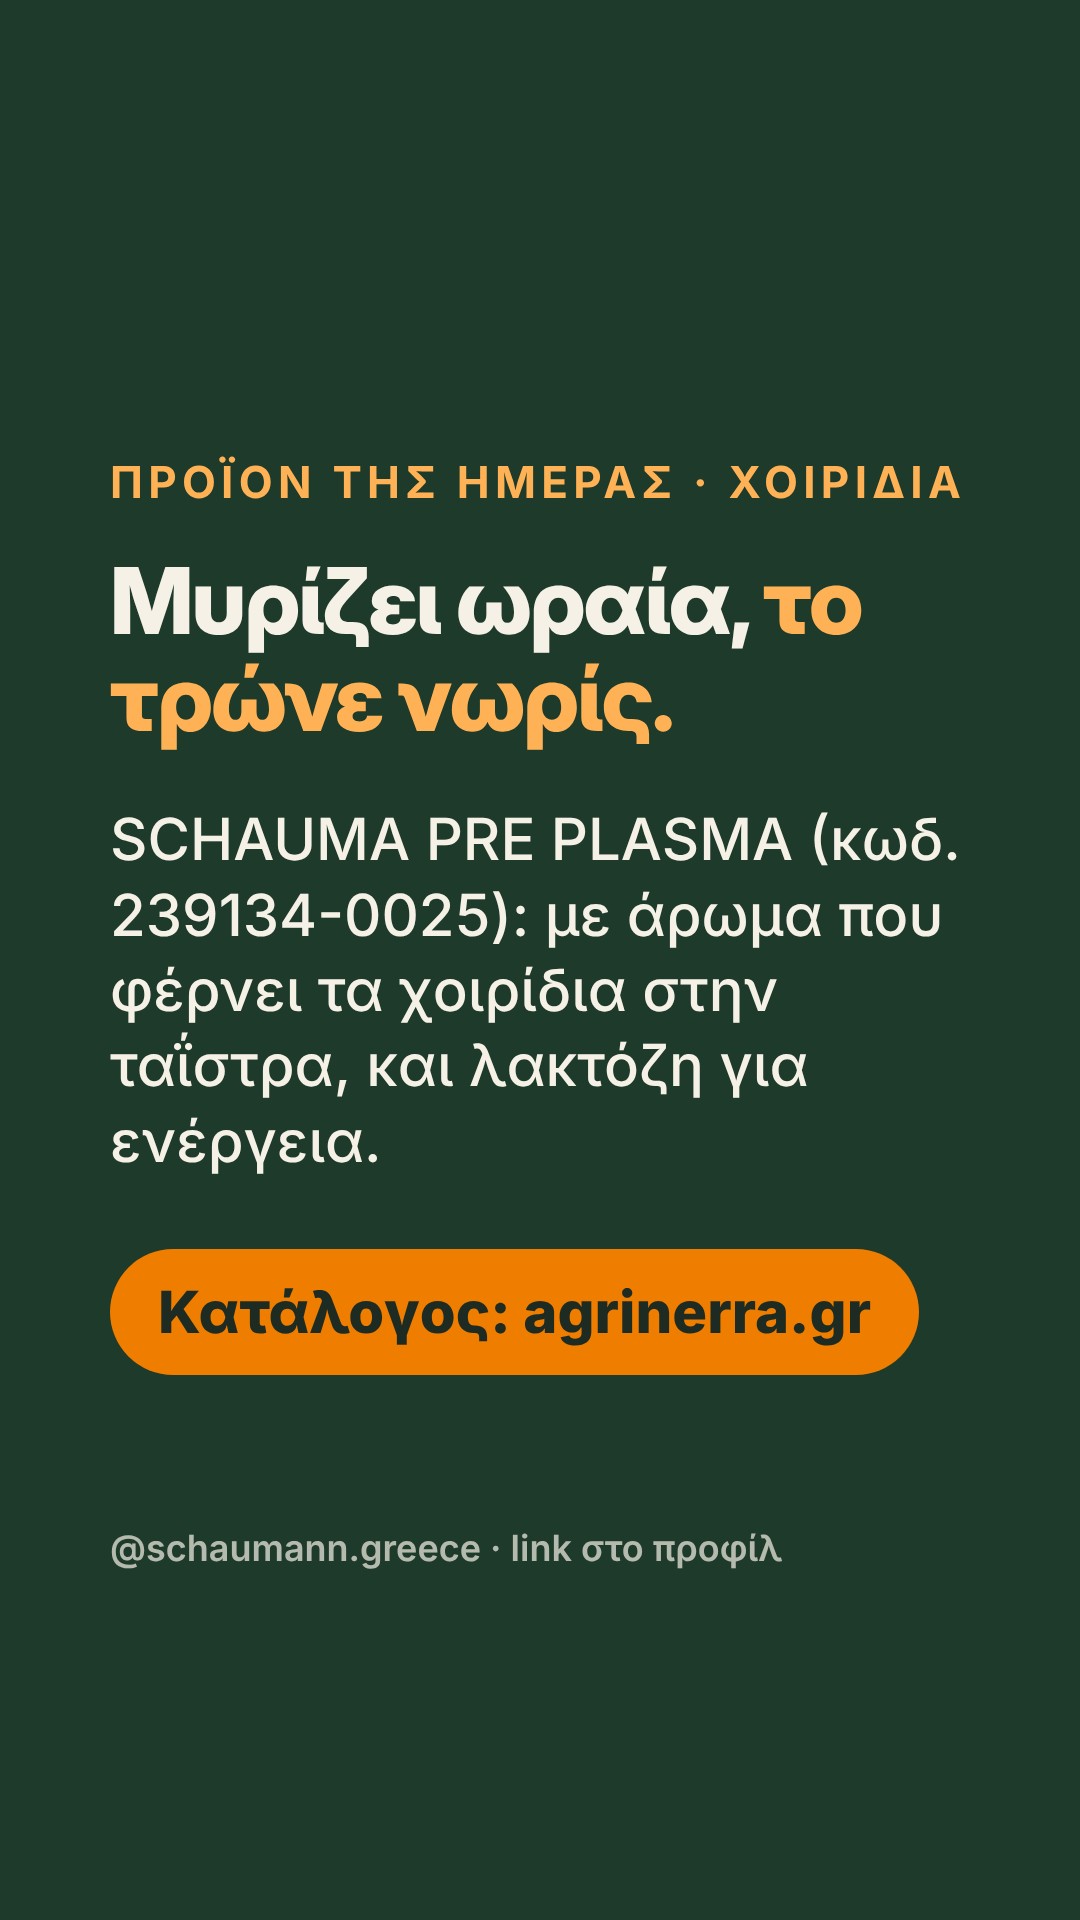 ΠΡΟΪΟΝ ΤΗΣ ΗΜΕΡΑΣ · ΧΟΙΡΙΔΙΑ
Μυρίζει ωραία, το
τρώνε νωρίς.
SCHAUMA PRE PLASMA (κωδ.
239134-0025): με άρωμα που
φέρνει τα χοιρίδια στην
ταΐστρα, και λακτόζη για
ενέργεια.
Κατάλογος: agrinerra.gr
@schaumann.greece · link στο προφίλ